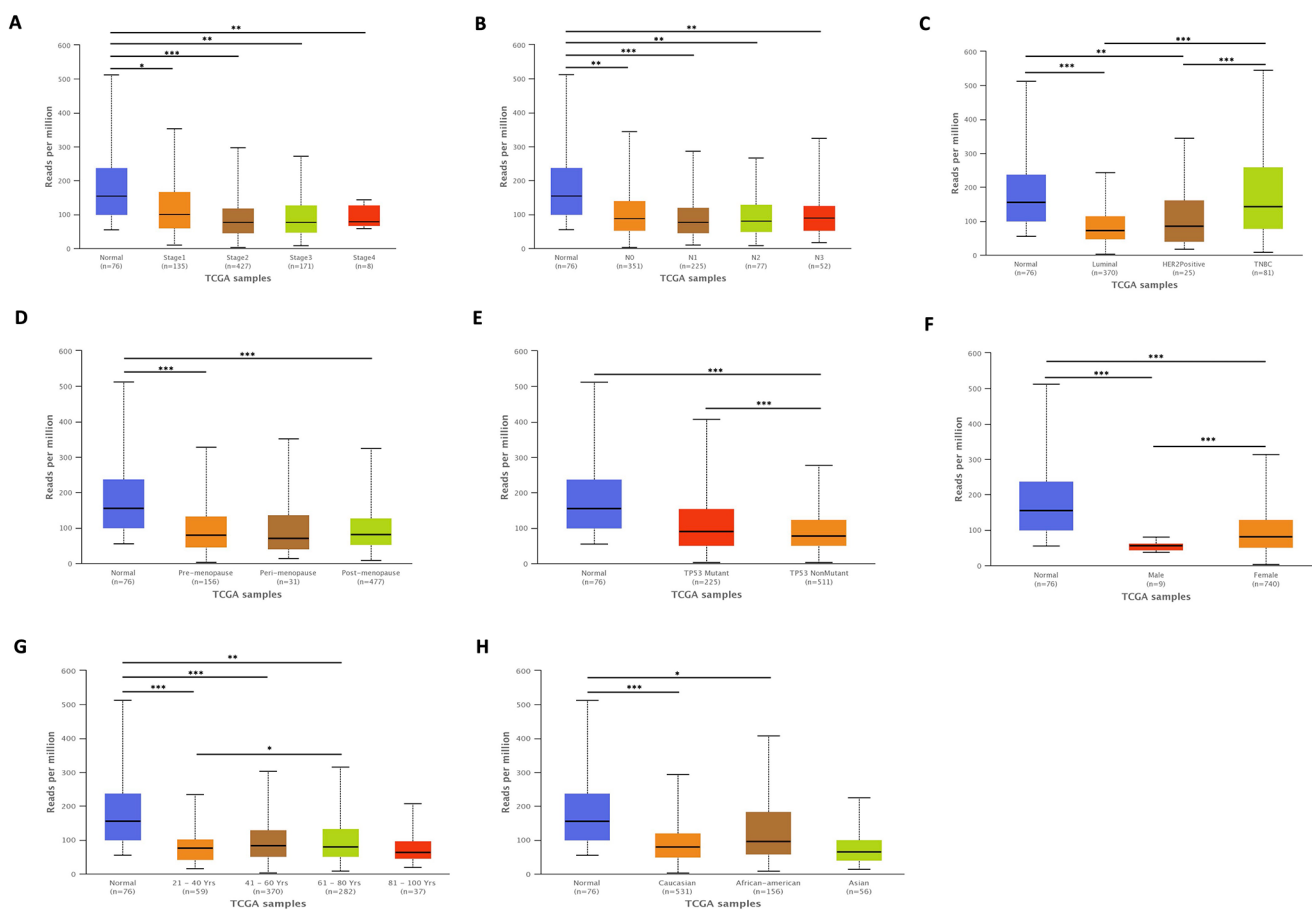 A
**
**
***
*
Reads per million
600
500
400
300
200
100
0
Normal Stage1 Stage2 Stage3 Stage4
(n=76) (n=135) (n=427) (n=171) (n=8)
TCGA samples
B
**
**
***
**
Reads per million
600
500
400
300
200
100
0
Normal N0 N1 N2 N3
(n=76) (n=351) (n=225) (n=77) (n=52)
TCGA samples
C
***
**
***
***
Reads per million
600
500
400
300
200
100
0
Normal Luminal HER2Positive TNBC
(n=76) (n=370) (n=25) (n=81)
TCGA samples
D
***
***
Reads per million
600
500
400
300
200
100
0
Normal Pre-menopause Peri-menopause Post-menopause
(n=76) (n=156) (n=31) (n=477)
TCGA samples
E
***
***
Reads per million
600
500
400
300
200
100
0
Normal TP53 Mutant TP53 NonMutant
(n=76) (n=225) (n=511)
TCGA samples
F
***
***
***
Reads per million
600
500
400
300
200
100
0
Normal Male Female
(n=76) (n=9) (n=740)
TCGA samples
G
**
***
***
*
Reads per million
600
500
400
300
200
100
0
Normal 21 - 40 Yrs 41 - 60 Yrs 61 - 80 Yrs 81 - 100 Yrs
(n=76) (n=59) (n=370) (n=282) (n=37)
TCGA samples
H
*
***
Reads per million
600
500
400
300
200
100
0
Normal Caucasian African-american Asian
(n=76) (n=531) (n=156) (n=56)
TCGA samples